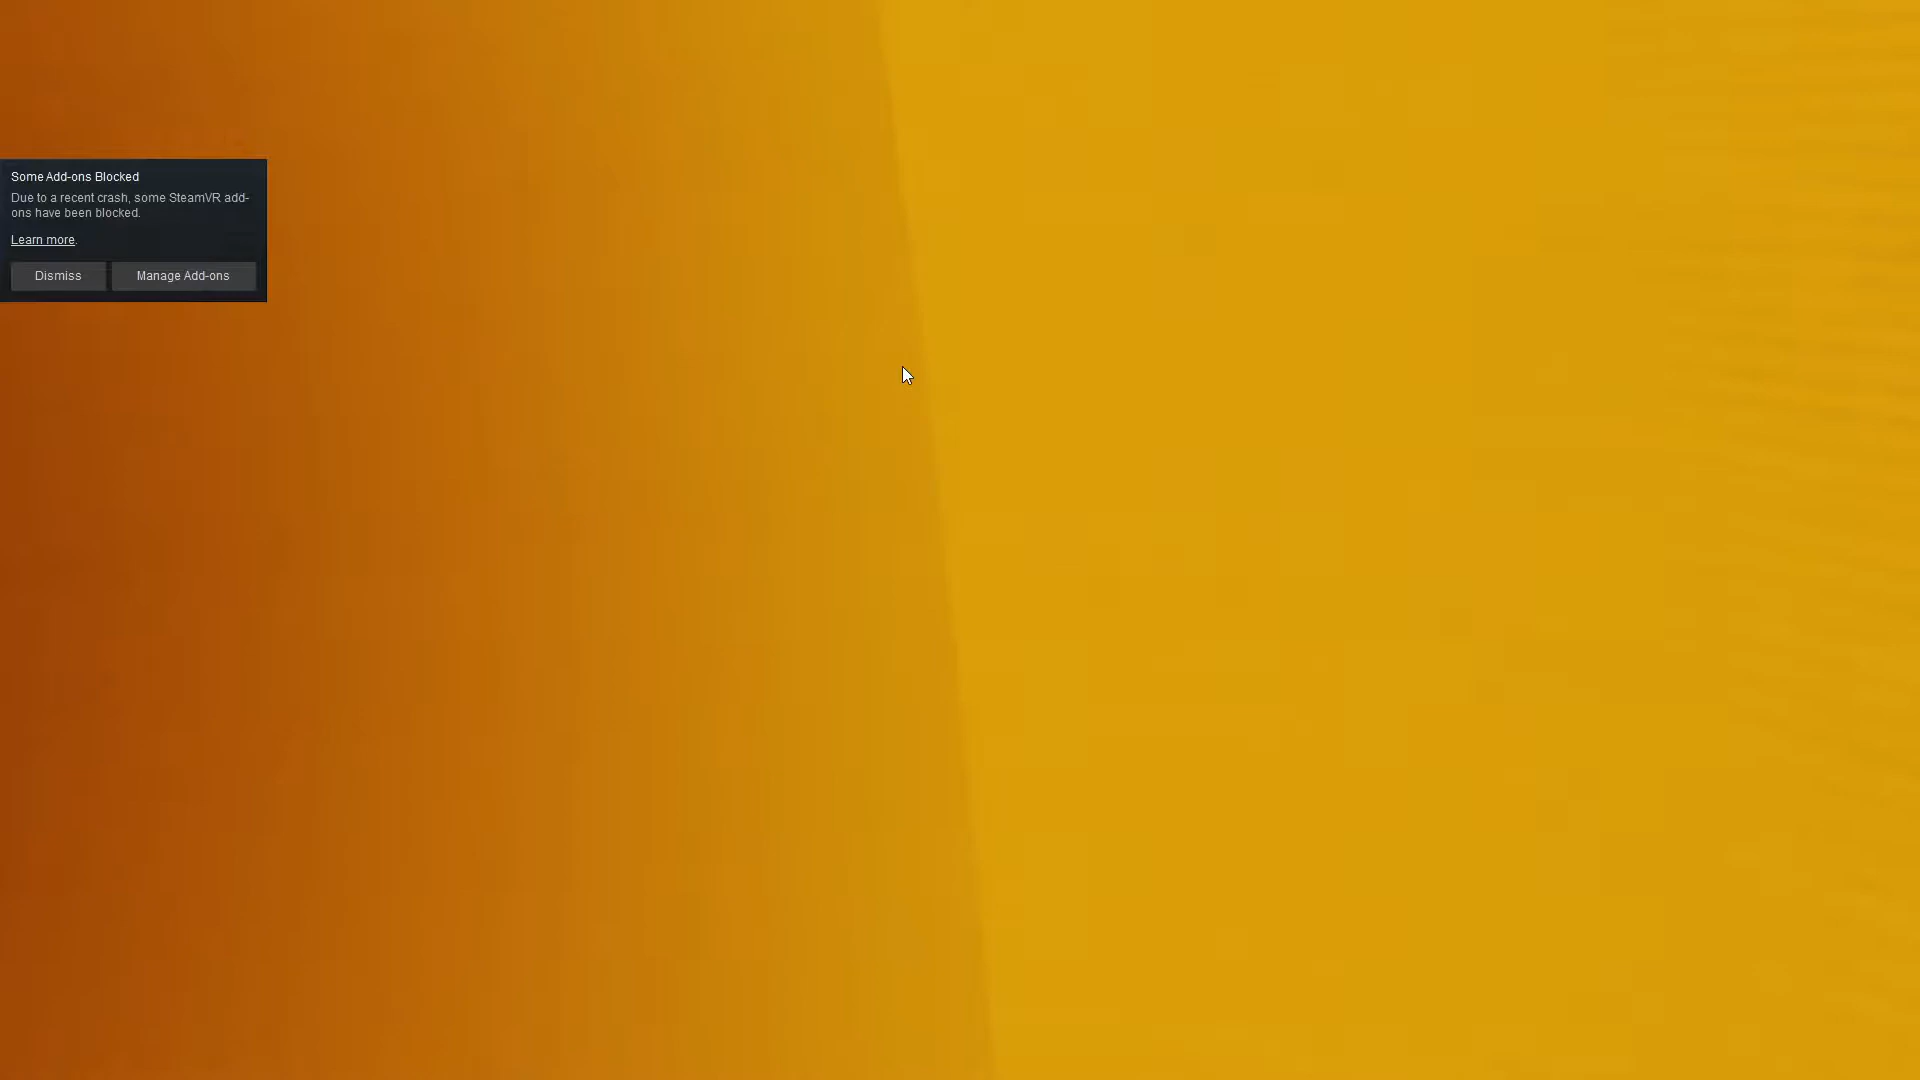 Some Add-ons Blocked
Due to a recent crash, some SteamVR add-
ons have been blocked.
Learn more.
Dismiss
Manage Add-ons